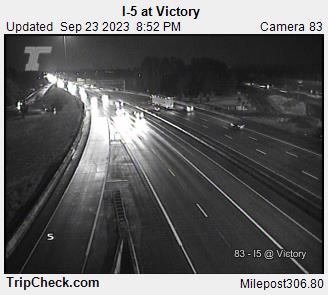 I-5 at Victory
Updated Sep 23 2023 8:52 PM Camera 83
T
S
83 - I5 @ Victory
TripCheck.com Milepost306.80